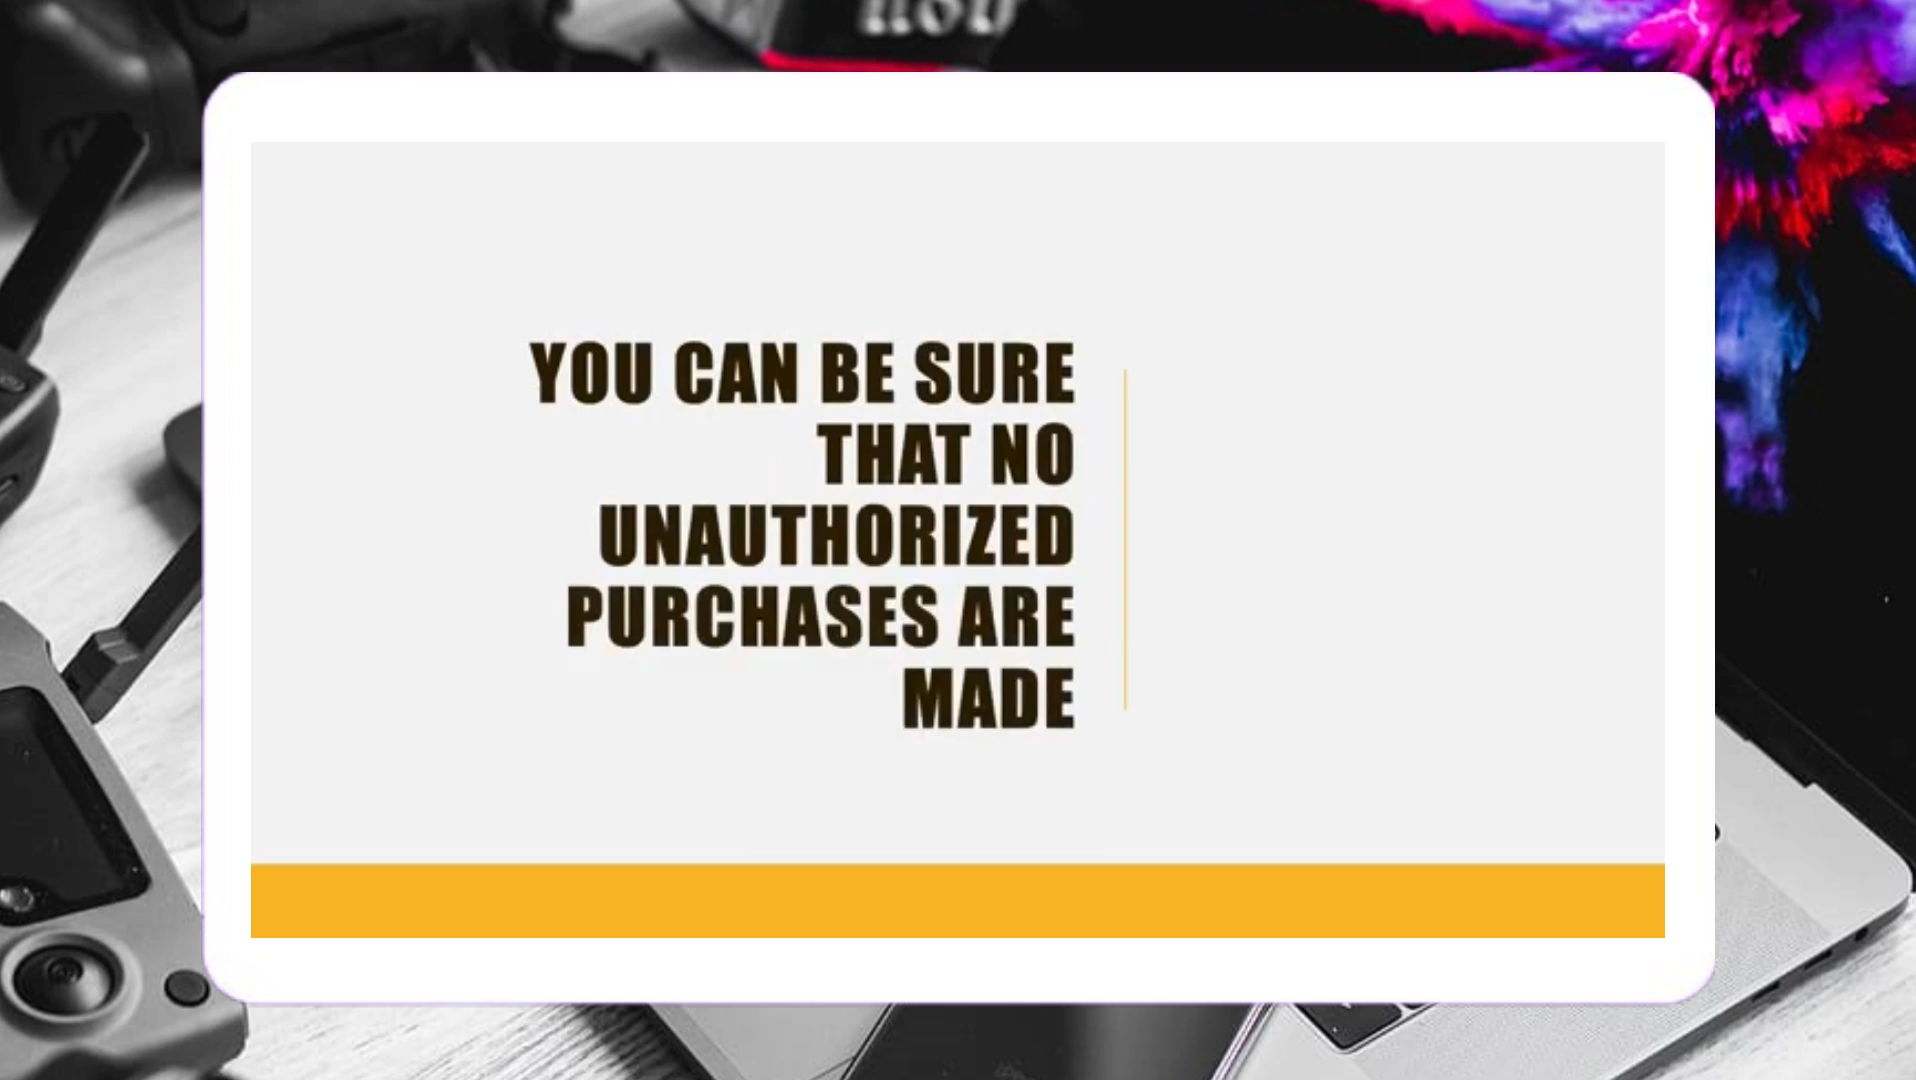 YOU CAN BE SURE
THAT NO
UNAUTHORIZED
PURCHASES ARE
MADE